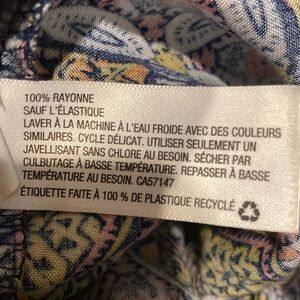 100% RAYONNE
SAUF L'ÉLASTIQUE
LAVER À LA MACHINE À L'EAU FROIDE AVEC DES COULEURS
SIMILAIRES. CYCLE DÉLICAT. UTILISER SEULEMENT UN
JAVELLISANT SANS CHLORE AU BESOIN. SÉCHER PAR
CULBUTAGE À BASSE TEMPÉRATURE. REPASSER À BASSE
TEMPÉRATURE AU BESOIN. CA57147
ÉTIQUETTE FAITE À 100 % DE PLASTIQUE RECYCLÉ